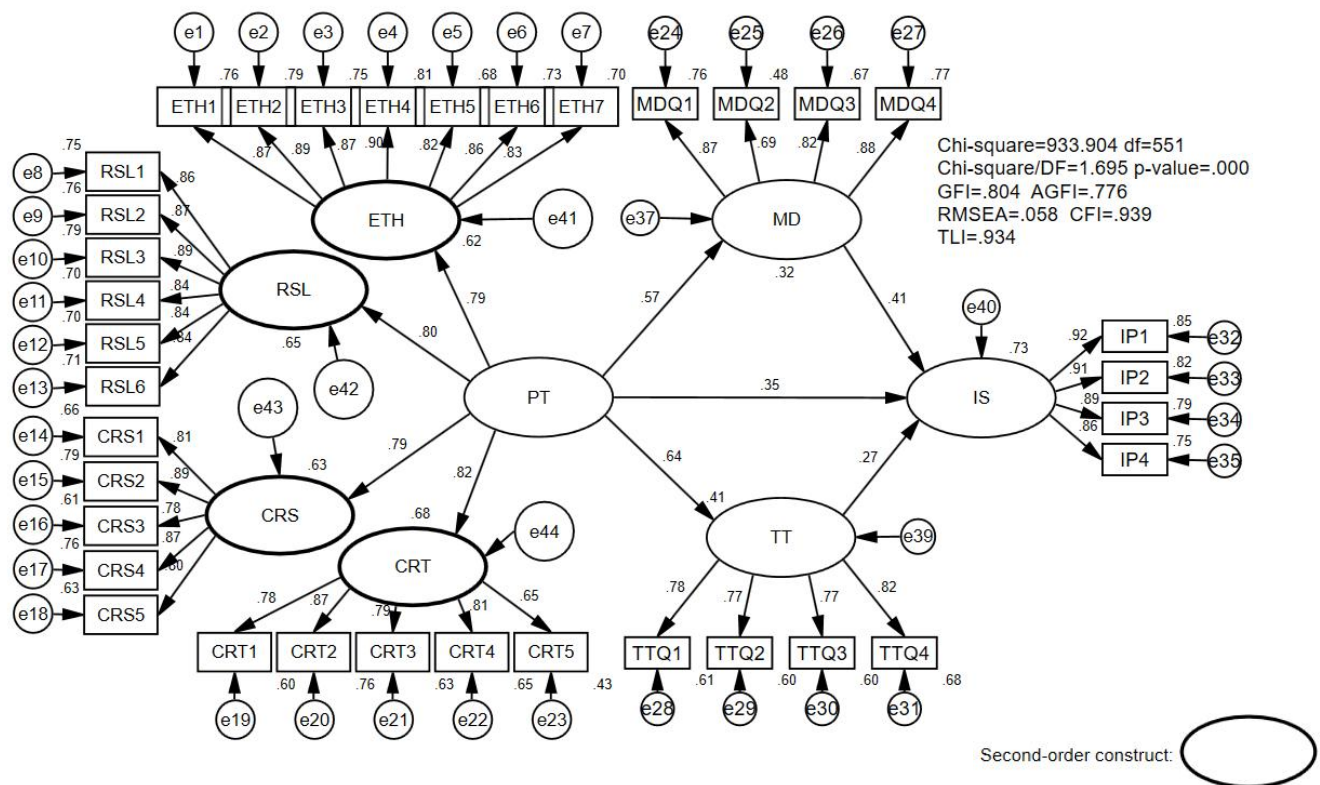 e1 e2 e3 e4 e5 e6 e7 e24 e25 e26 e27
.76 .79 .75 .81 .68 .73 .70 .76 .48 .67 .77
ETH1 ETH2 ETH3 ETH4 ETH5 ETH6 ETH7 MDQ1 MDQ2 MDQ3 MDQ4
.87 .89 .87 .90 .82 .86 .83 .87 .69 .82 .88
Chi-square=933.904 df=551
Chi-square/DF=1.695 p-value=.000
GFI=.804 AGFI=.776
RMSEA=.058 CFI=.939
TLI=.934
.75
e8 RSL1 .86
.76
e9 RSL2 .87
.79
e10 RSL3 .89
.70
e11 RSL4 .84
.70
e12 RSL5 .84
.71
e13 RSL6 .84
ETH e41
.62
e37 MD
.32
RSL
.65
e42
.79
.80
.57
.41
e40
.73
PT .35 IS
.92 IP1 .85 e32
.91 IP2 .82 e33
.89 IP3 .79 e34
.86 IP4 .75 e35
.66
e14 CRS1 .81
.79
e15 CRS2 .89
.61
e16 CRS3 .78
.76
e17 CRS4 .87
.63
e18 CRS5 .80
e43
.63
CRS
.79
.82
.64
.27
.68
CRT e44
.41
TT e39
.78 .87 .79 .81 .65 .78 .77 .77 .82
CRT1 CRT2 CRT3 CRT4 CRT5 TTQ1 TTQ2 TTQ3 TTQ4
.60 .76 .63 .65 .43 .61 .60 .60 .68
e19 e20 e21 e22 e23 e28 e29 e30 e31
Second-order construct: